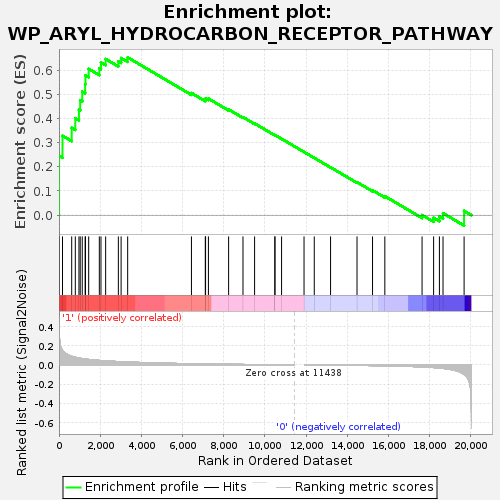 Enrichment plot:
WP_ARYL_HYDROCARBON_RECEPTOR_PATHWAY
Enrichment score (ES)
0.6
0.5
0.4
0.3
0.2
0.1
0.0
'1' (positively correlated)
Ranked list metric (Signal2Noise)
0.4
0.2
0.0
-0.2
-0.4
-0.6
Zero cross at 11438
'0' (negatively correlated)
0 2,000 4,000 6,000 8,000 10,000 12,000 14,000 16,000 18,000 20,000
Rank in Ordered Dataset
Enrichment profile Hits Ranking metric scores